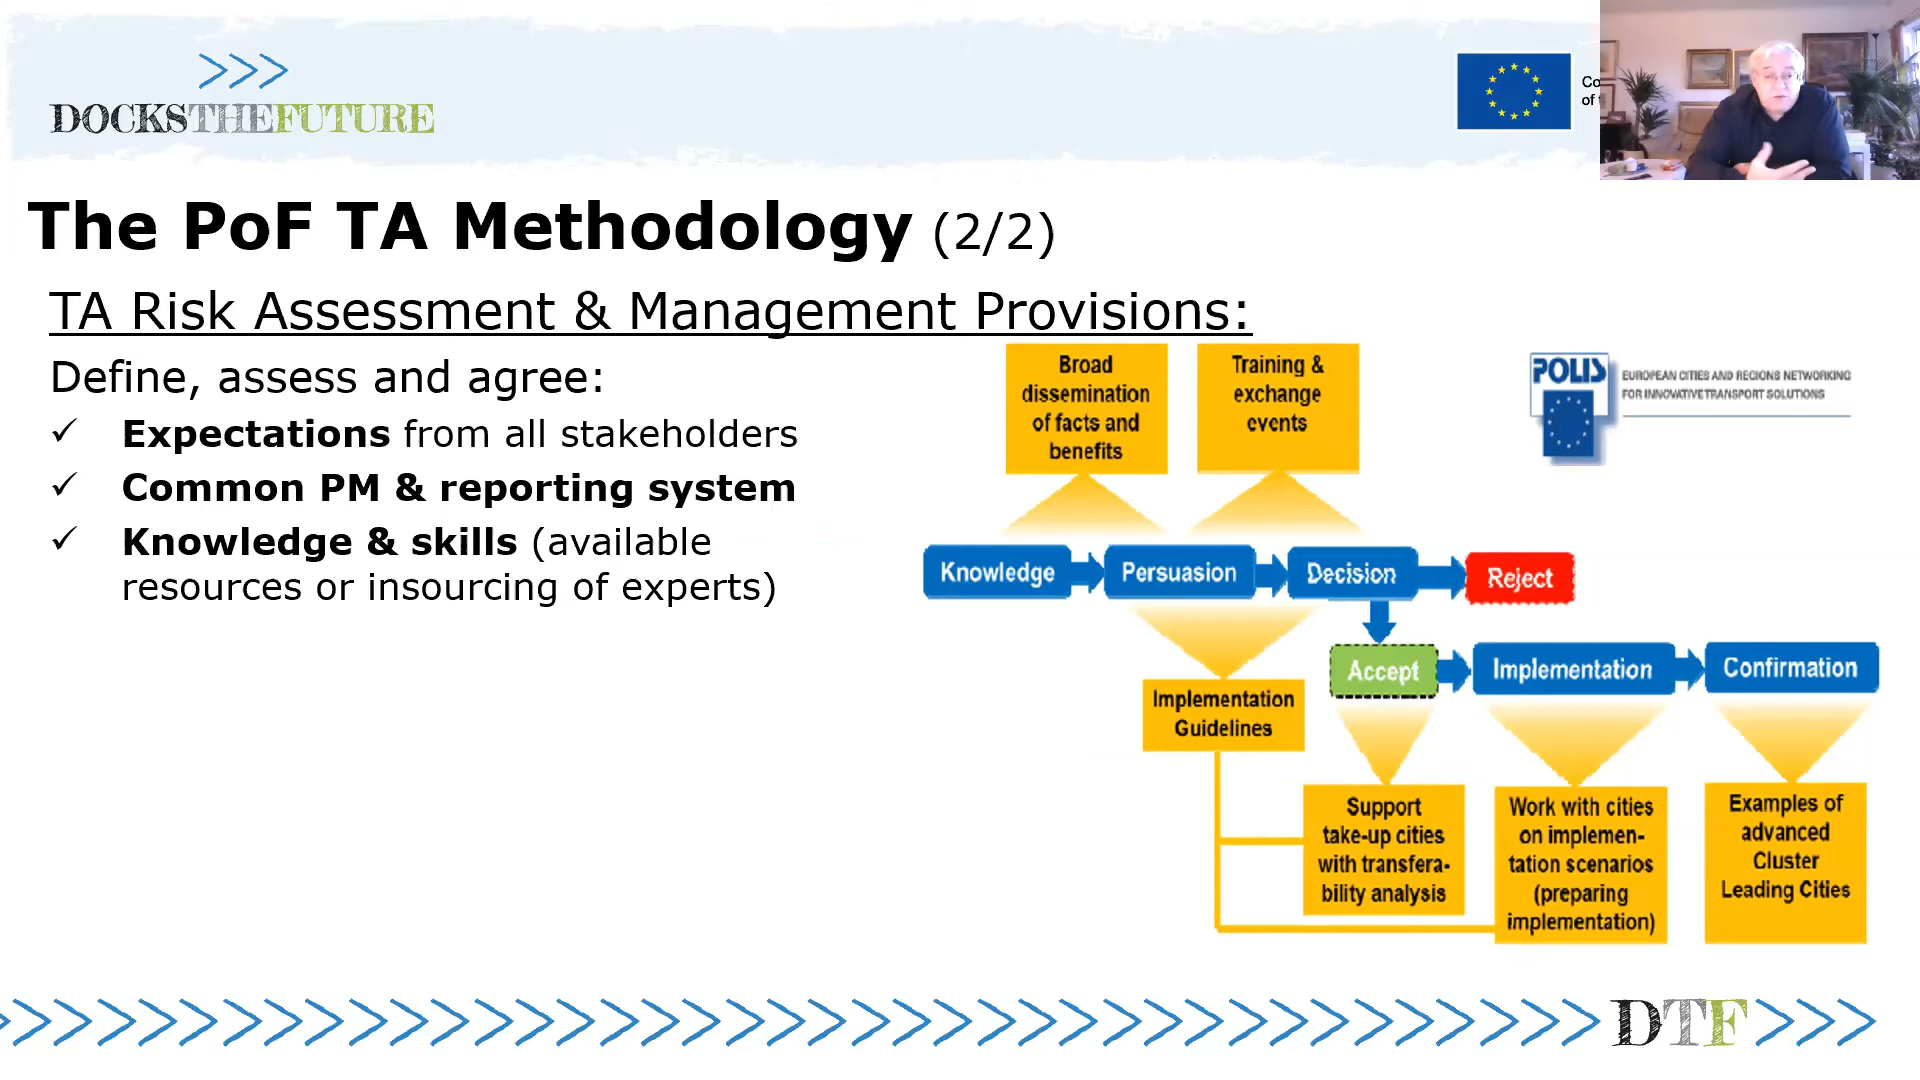 DOCKSTHEFUTURE
Co
of
The PoF TA Methodology (2/2)
TA Risk Assessment & Management Provisions:
Define, assess and agree:
✓ Expectations from all stakeholders
✓ Common PM & reporting system
✓ Knowledge & skills (available
resources or insourcing of experts)
Broad
dissemination
of facts and
benefits
Training &
exchange
events
POLIS
EUROPEAN CITIES AND REGIONS NETWORKING
FOR INNOVATIVE TRANSPORT SOLUTIONS
Knowledge
Persuasion
Decision
Reject
Accept
Implementation
Confirmation
Implementation
Guidelines
Support
take-up cities
with transfera-
bility analysis
Work with cities
on implemen-
tation scenarios
(preparing
implementation)
Examples of
advanced
Cluster
Leading Cities
DTF